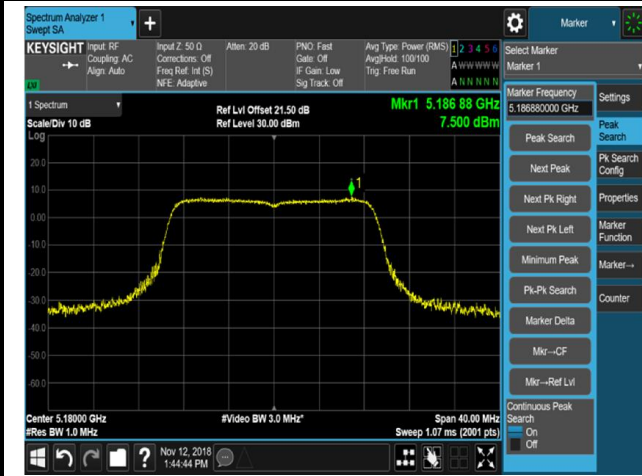 Spectrum Analyzer 1
Swept SA
KEYSIGHT
Input: RF
Coupling: AC
Align: Auto
Input Z: 50 Ω
Corrections: Off
Freq Ref: Int (S)
NFE: Adaptive
Atten: 20 dB
PNO: Fast
Gate: Off
IF Gain: Low
Sig Track: Off
Avg Type: Power (RMS)
Avg|Hold: 100/100
Trig: Free Run
1 2 3 4 5 6
A W W W W W
A N N N N N
1 Spectrum
Scale/Div 10 dB
Ref Lvl Offset 21.50 dB
Ref Level 30.00 dBm
Mkr1 5.186 88 GHz
7.500 dBm
Log
20.0
10.0
0.00
-10.0
-20.0
-30.0
-40.0
-50.0
-60.0
1
Center 5.18000 GHz
#Res BW 1.0 MHz
#Video BW 3.0 MHz*
Span 40.00 MHz
Sweep 1.07 ms (2001 pts)
Nov 12, 2018
1:44:44 PM
Marker
Select Marker
Marker 1
Marker Frequency
5.186880000 GHz
Peak Search
Next Peak
Next Pk Right
Next Pk Left
Minimum Peak
Pk-Pk Search
Marker Delta
Mkr→CF
Mkr→Ref Lvl
Continuous Peak
Search
On
Off
Settings
Peak
Search
Pk Search
Config
Properties
Marker
Function
Marker→
Counter